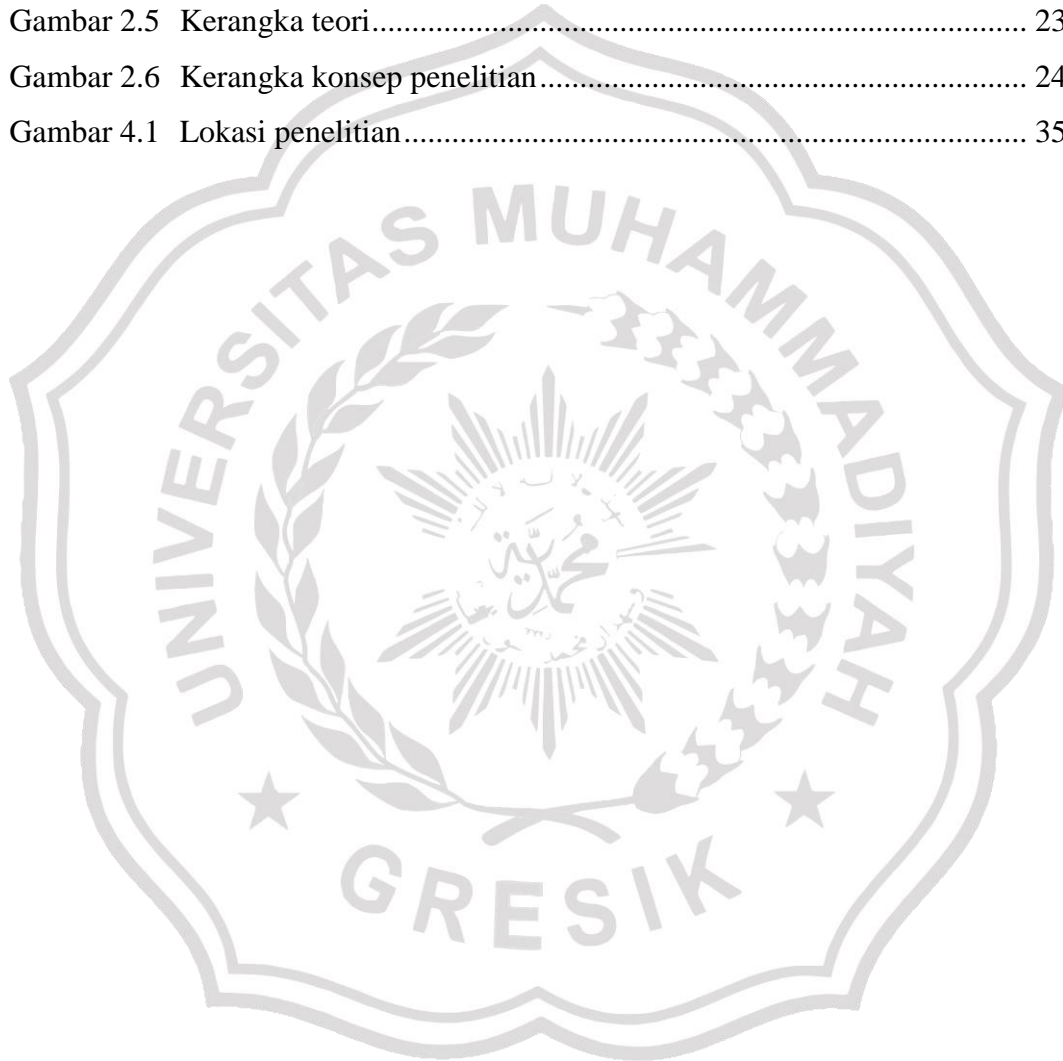 Gambar 2.5 Kerangka teori........................................................................................ 23
Gambar 2.6 Kerangka konsep penelitian................................................................... 24
Gambar 4.1 Lokasi penelitian.................................................................................... 35
UNIVERSITAS MUHAMMADIYAH
محمدية
GRESIK